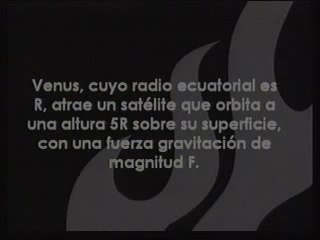 Venus, cuyo radio ecuatorial es
R, atrae un satélite que orbita a
una altura 5R sobre su superficie,
con una fuerza gravitación de
magnitud F.